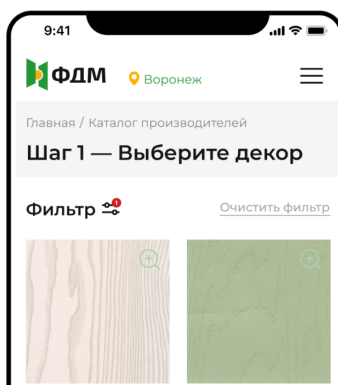 9:41
ФДМ
Воронеж
Главная / Каталог производителей
Шаг 1 — Выберите декор
Фильтр
1
Очистить фильтр